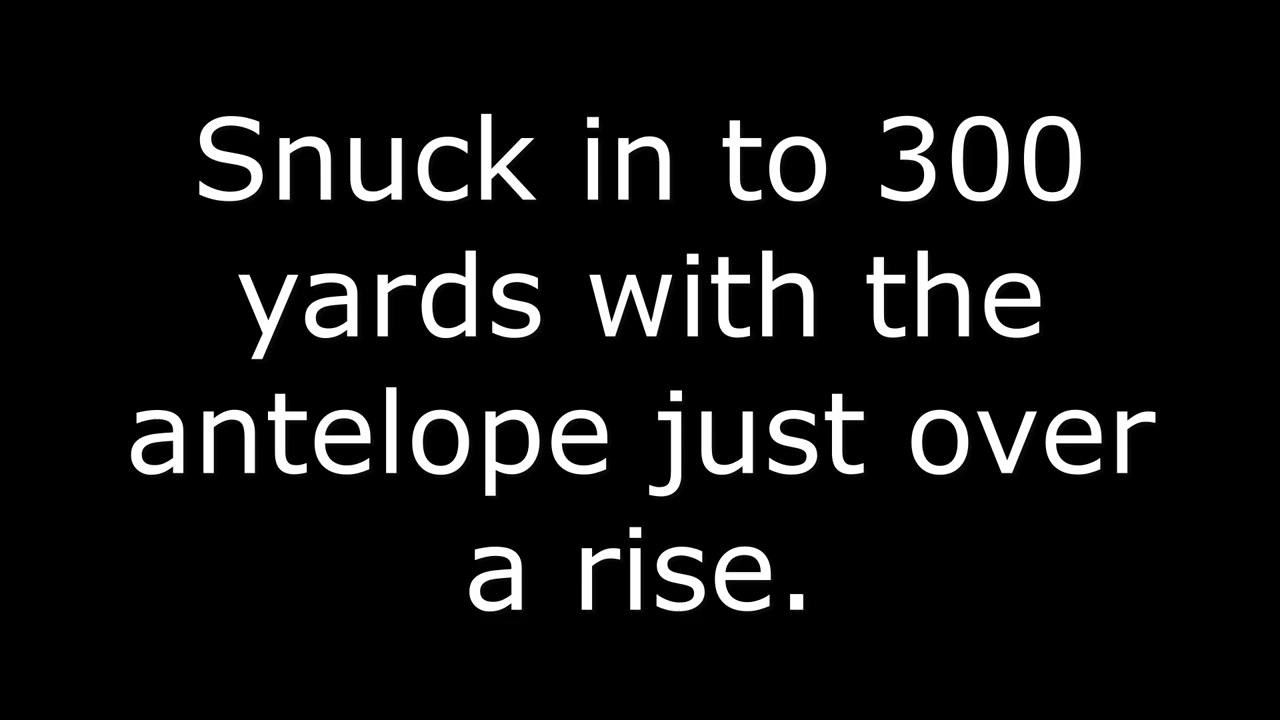 Snuck in to 300
yards with the
antelope just over
a rise.